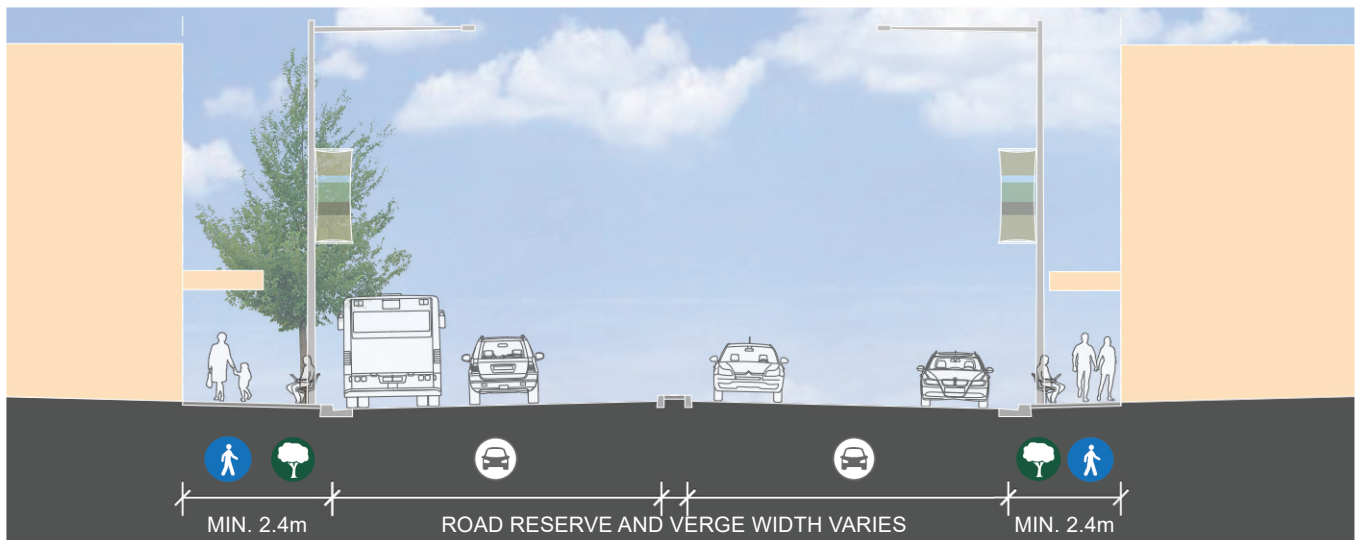 MIN. 2.4m ROAD RESERVE AND VERGE WIDTH VARIES MIN. 2.4m